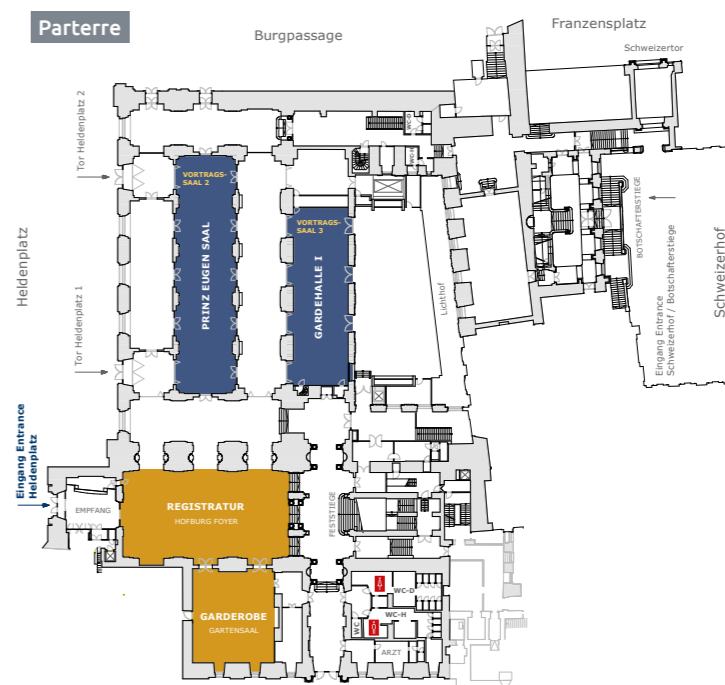 Parterre
Burgpassage
Franzensplatz
Schweizertor
Tor Heldenplatz 2
WC-D
WC-H
VORTRAGS-
SAAL 2
PRINZ EUGEN SAAL
VORTRAGS-
SAAL 3
GARDEHALLE I
Lichthof
BOTSCHAFTERSTIEGE
Eingang Entrance
Schweizerhof / Botschafterstiege
Schweizerhof
Heldenplatz
Tor Heldenplatz 1
Eingang Entrance
Heldenplatz
EMPFANG
REGISTRATUR
HOFBURG FOYER
FESTSTIEGE
GARDEROBE
GARTENSAAL
WC-D
WC-H
WC
ARZT